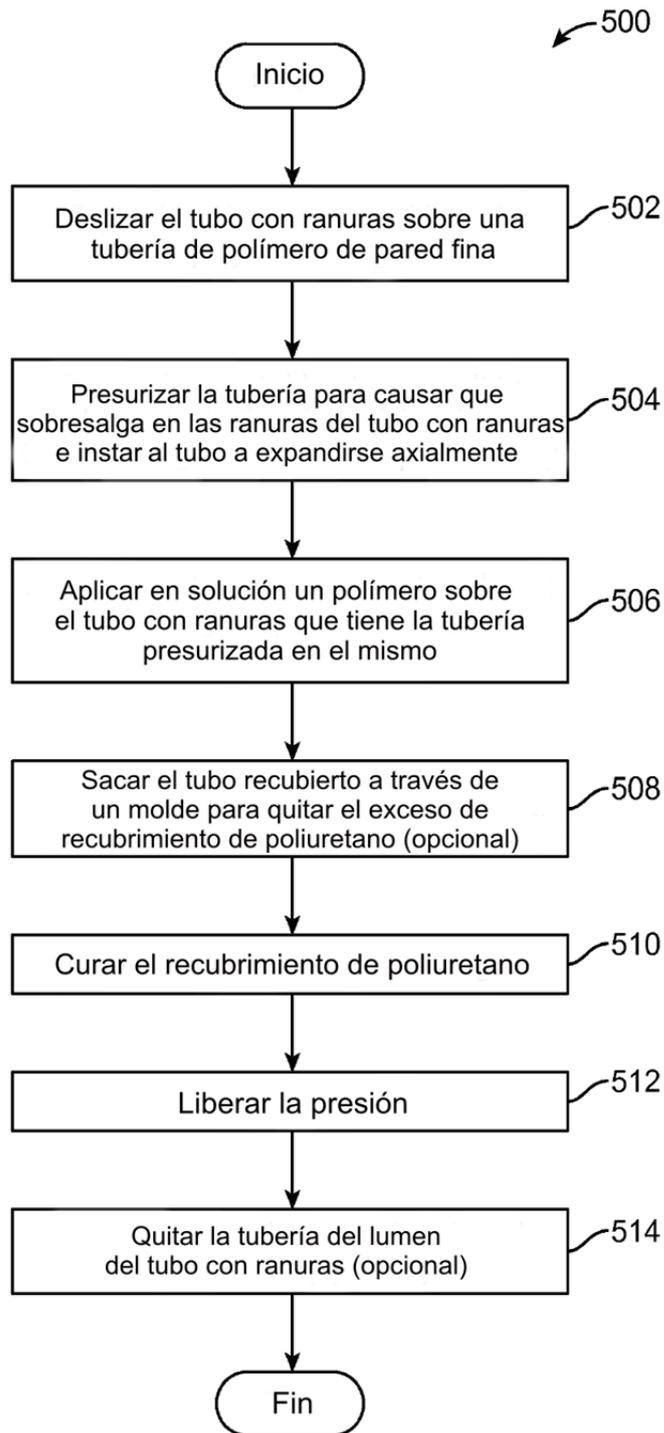 500
Inicio
Deslizar el tubo con ranuras sobre una
tubería de polímero de pared fina
502
Presurizar la tubería para causar que
sobresalga en las ranuras del tubo con ranuras
e instar al tubo a expandirse axialmente
504
Aplicar en solución un polímero sobre
el tubo con ranuras que tiene la tubería
presurizada en el mismo
506
Sacar el tubo recubierto a través de
un molde para quitar el exceso de
recubrimiento de poliuretano (opcional)
508
Curar el recubrimiento de poliuretano
510
Liberar la presión
512
Quitar la tubería del lumen
del tubo con ranuras (opcional)
514
Fin